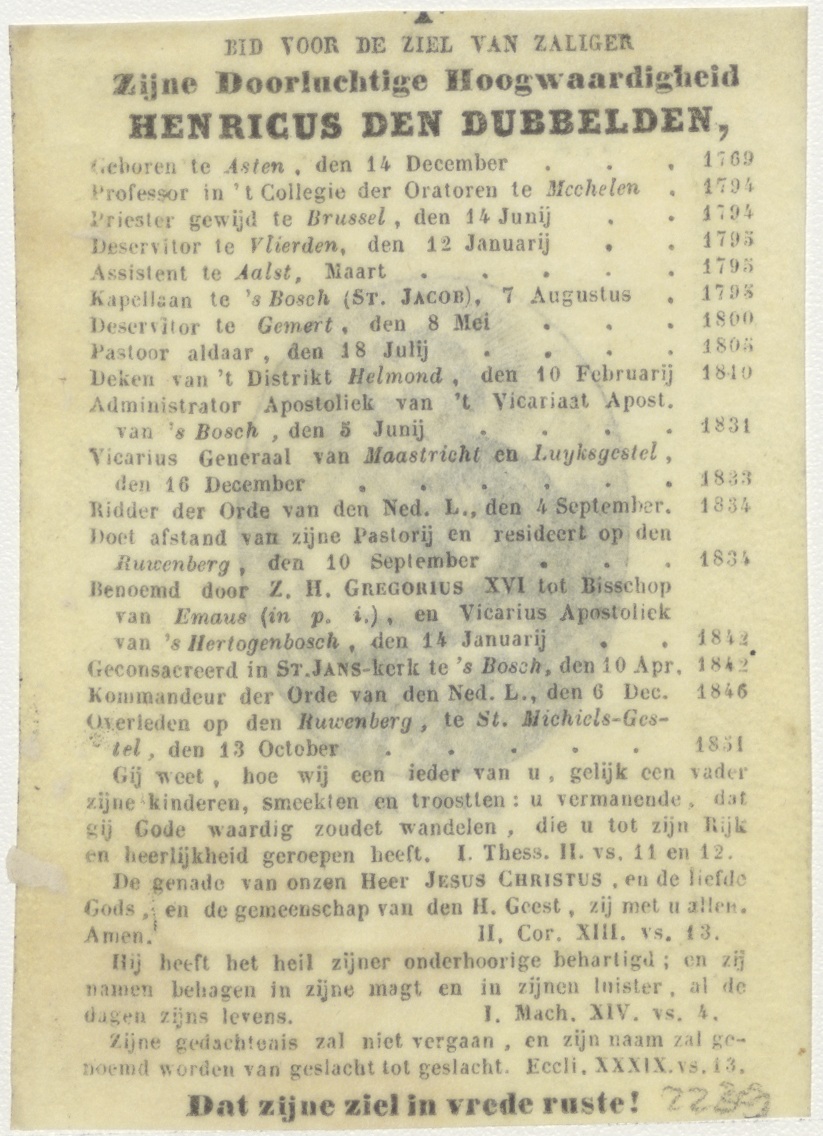 BID VOOR DE ZIEL VAN ZALIGER
Zijne Doorluchtige Hoogwaardigheid
HENRICUS DEN DUBBELDEN,
Geboren te Asten, den 14 December . . . 1769
Professor in 't Collegie der Oratoren te Mechelen . 1794
Priester gewijd te Brussel, den 14 Junij . . 1794
Deservitor te Vlierden, den 12 Januarij . . 1795
Assistent te Aalst, Maart . . . . . 1795
Kapellaan te 's Bosch (ST. JACOB), 7 Augustus . 1795
Deservitor te Gemert, den 8 Mei . . . 1800
Pastoor aldaar, den 18 Julij . . . . 1805
Deken van 't Distrikt Helmond, den 10 Februarij 1810
Administrator Apostoliek van 't Vicariaat Apost.
van 's Bosch, den 5 Junij . . . . 1831
Vicarius Generaal van Maastricht en Luyksgestel,
den 16 December . . . . . . 1833
Ridder der Orde van den Ned. L., den 4 September. 1834
Doet afstand van zijne Pastorij en resideert op den
Ruwenberg, den 10 September . . . 1834
Benoemd door Z. H. GREGORIUS XVI tot Bisschop
van Emaus (in p. i.), en Vicarius Apostoliek
van 's Hertogenbosch, den 14 Januarij . . 1842
Geconsacreerd in ST. JANS-kerk te 's Bosch, den 10 Apr. 1842
Kommandeur der Orde van den Ned. L., den 6 Dec. 1846
Overleden op den Ruwenberg, te St. Michiels-Ges-
tel, den 13 October . . . . . 1851
Gij weet, hoe wij een ieder van u, gelijk een vader
zijne kinderen, smeekten en troostten: u vermanende, dat
gij Gode waardig zoudet wandelen, die u tot zijn Rijk
en heerlijkheid geroepen heeft. I. Thess. II. vs. 11 en 12.
De genade van onzen Heer JESUS CHRISTUS, en de liefde
Gods, en de gemeenschap van den H. Geest, zij met u allen.
Amen. II. Cor. XIII. vs. 13.
Hij heeft het heil zijner onderhoorige behartigd; en zij
namen behagen in zijne magt en in zijnen luister, al de
dagen zijns levens. I. Mach. XIV. vs. 4.
Zijne gedachtenis zal niet vergaan, en zijn naam zal ge-
noemd worden van geslacht tot geslacht. Eccli. XXXIX. vs. 13.
Dat zijne ziel in vrede ruste!